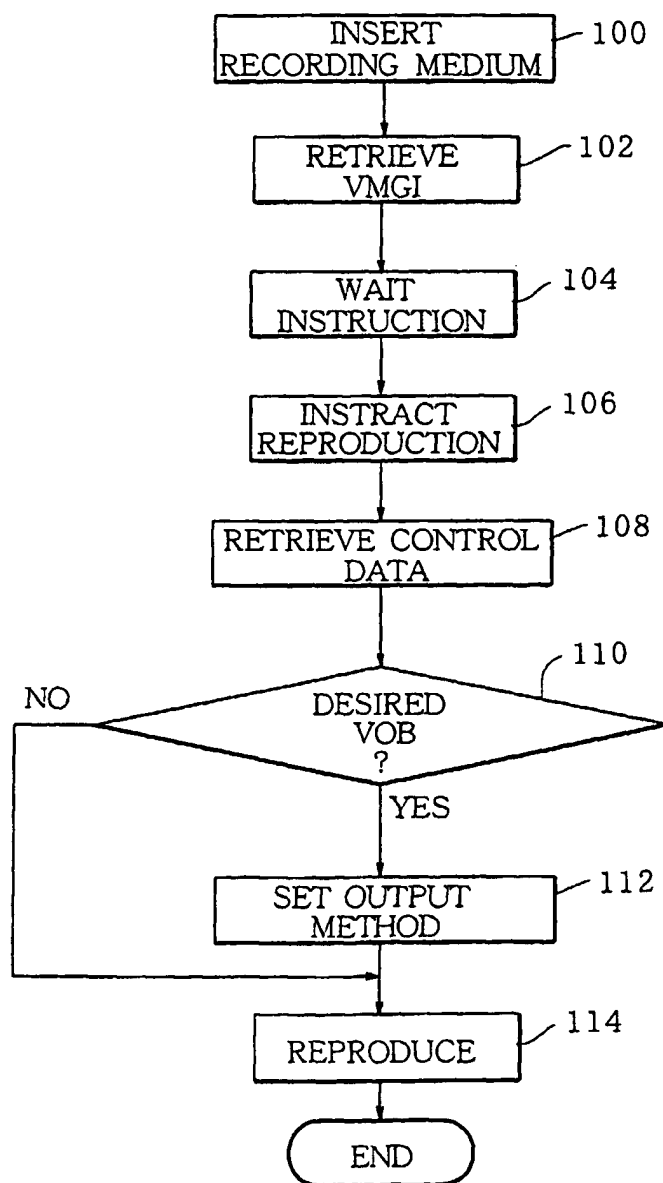 INSERT
RECORDING MEDIUM
100
RETRIEVE
VMGI
102
WAIT
INSTRUCTION
104
INSTRACT
REPRODUCTION
106
RETRIEVE CONTROL
DATA
108
110
NO
DESIRED
VOB
?
YES
SET OUTPUT
METHOD
112
REPRODUCE
114
END